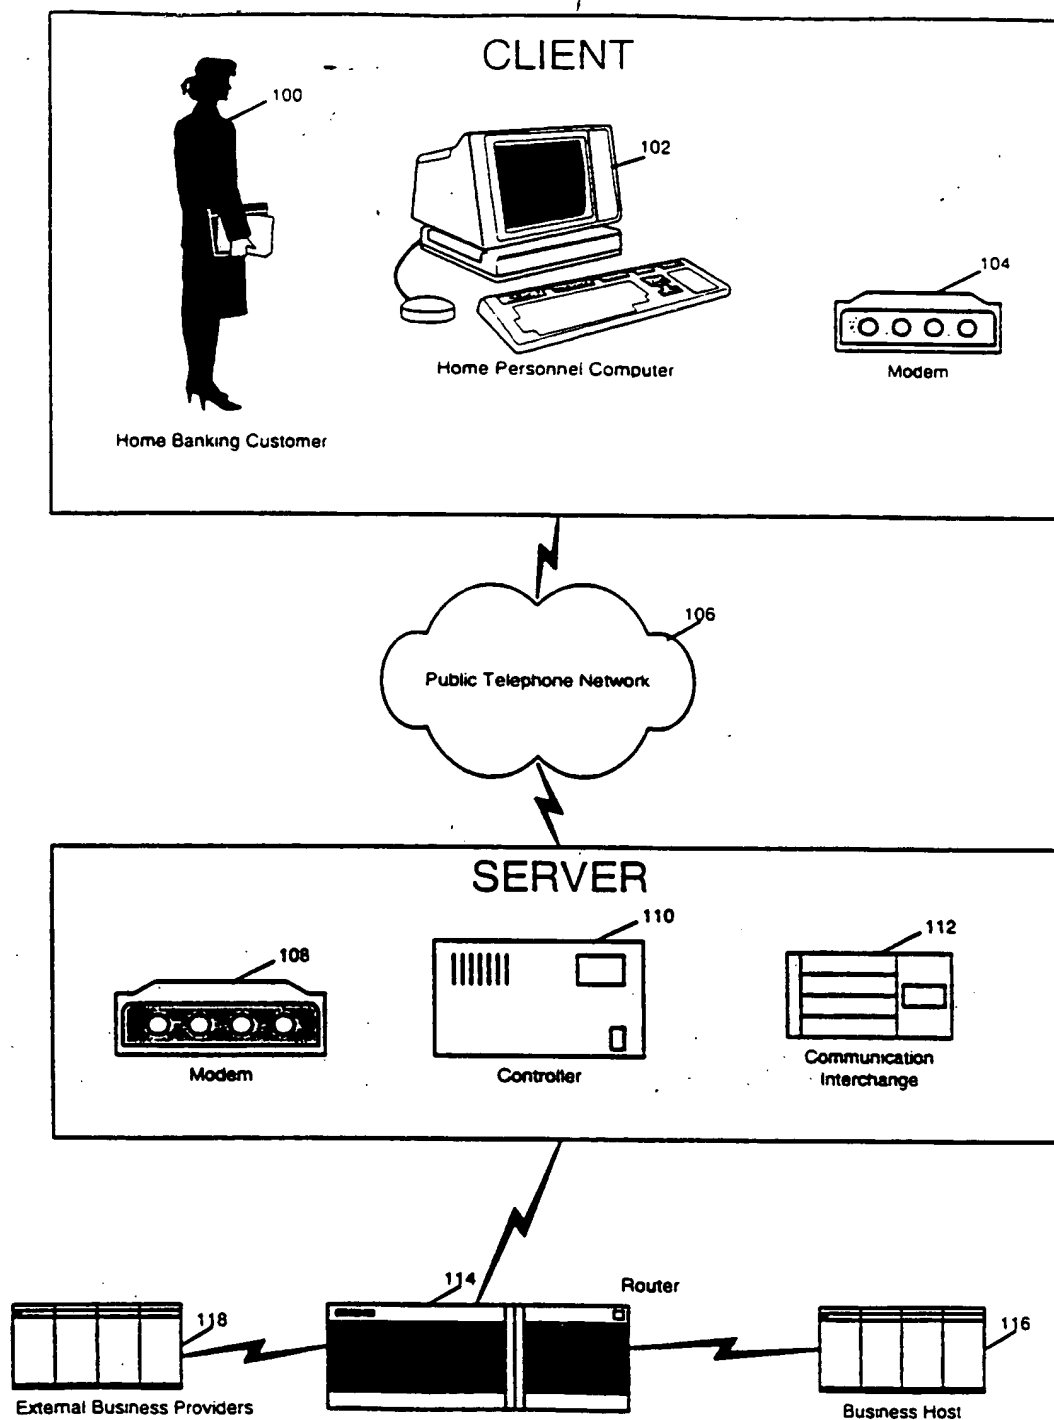 CLIENT
100
102
104
Home Personnel Computer
Modem
Home Banking Customer
106
Public Telephone Network
SERVER
108
110
112
Modem
Controller
Communication
Interchange
114
Router
118
116
External Business Providers
Business Host